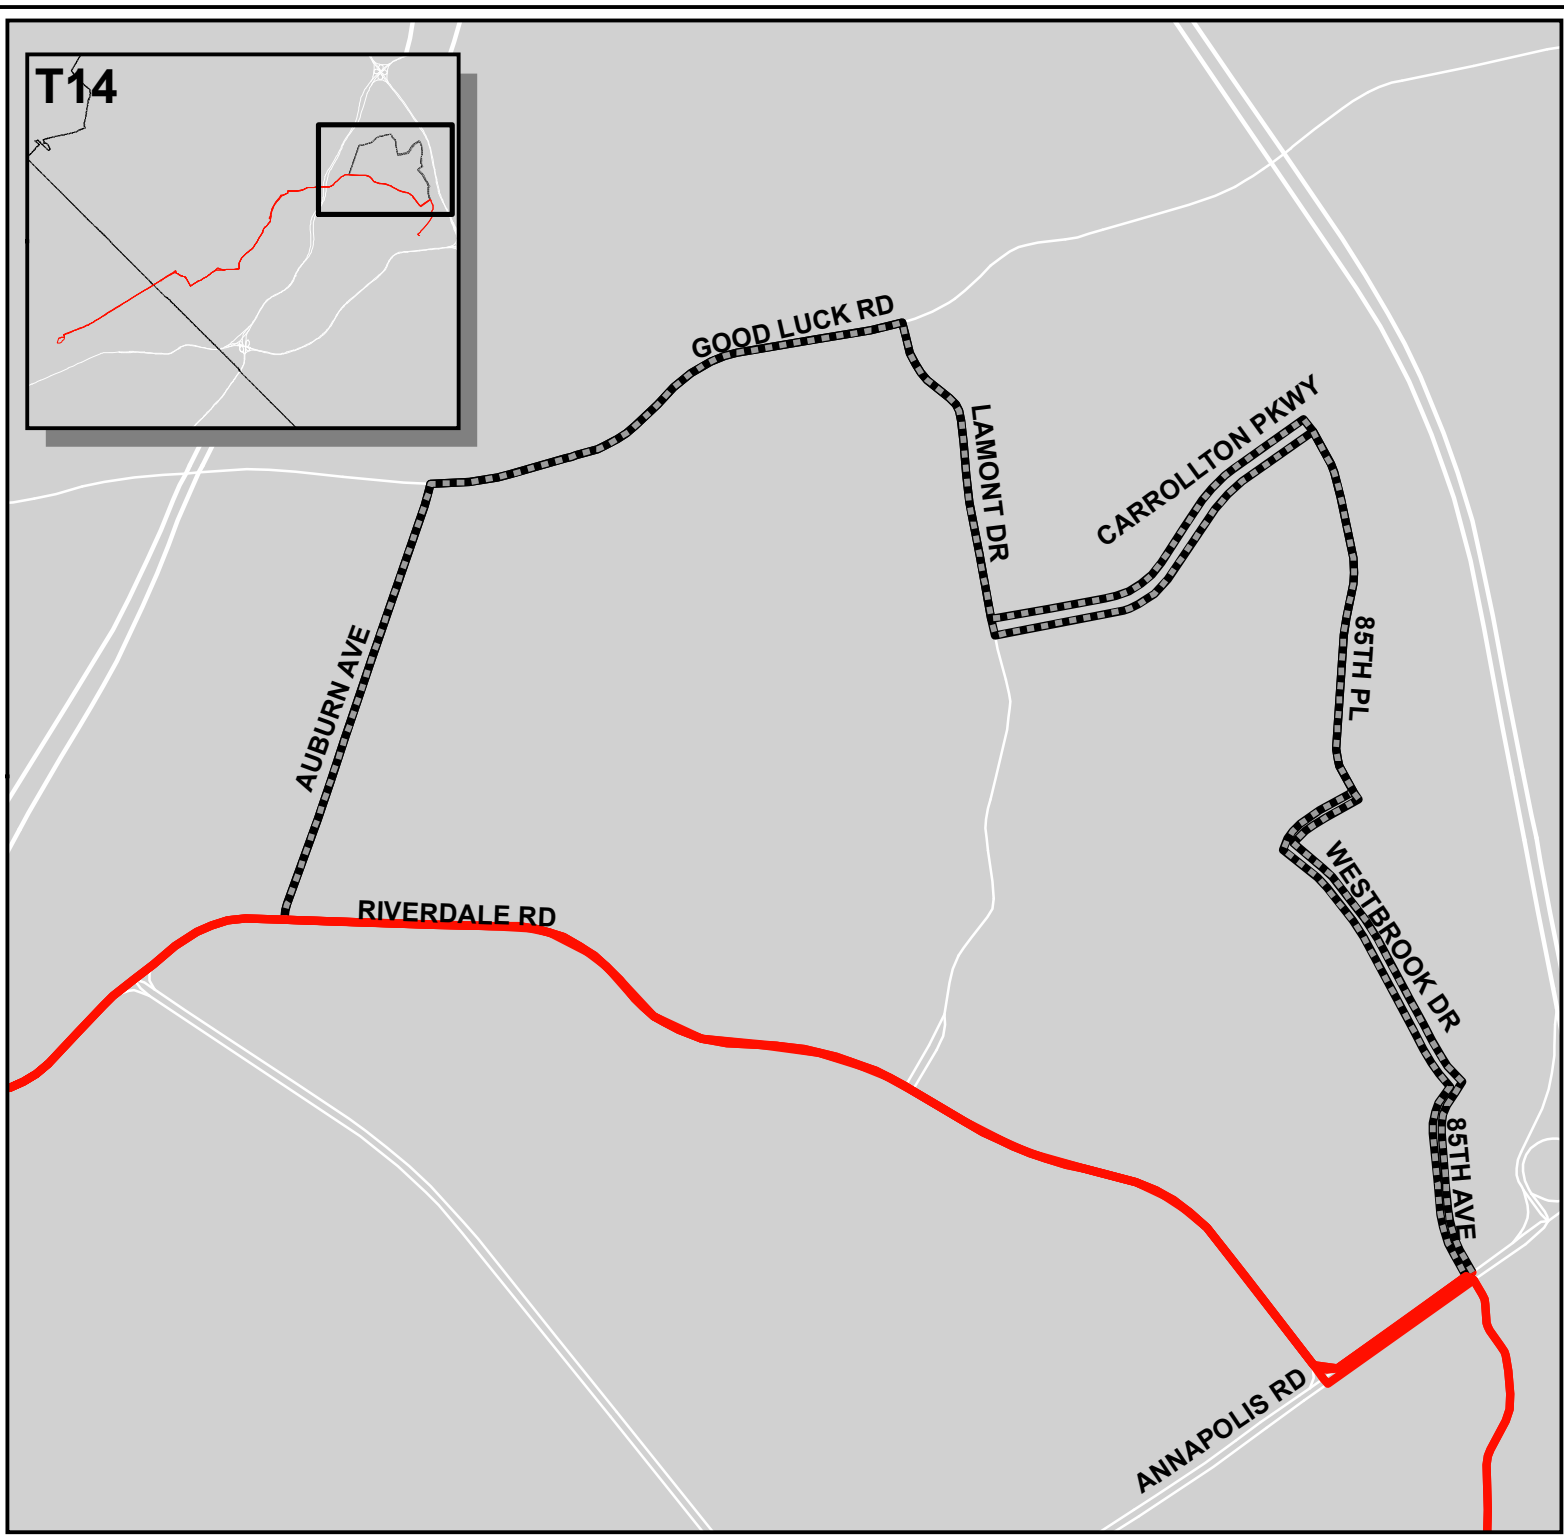 T14
GOOD LUCK RD
LAMONT DR
CARROLLTON PKWY
85TH PL
AUBURN AVE
WESTBROOK DR
RIVERDALE RD
85TH AVE
ANNAPOLIS RD